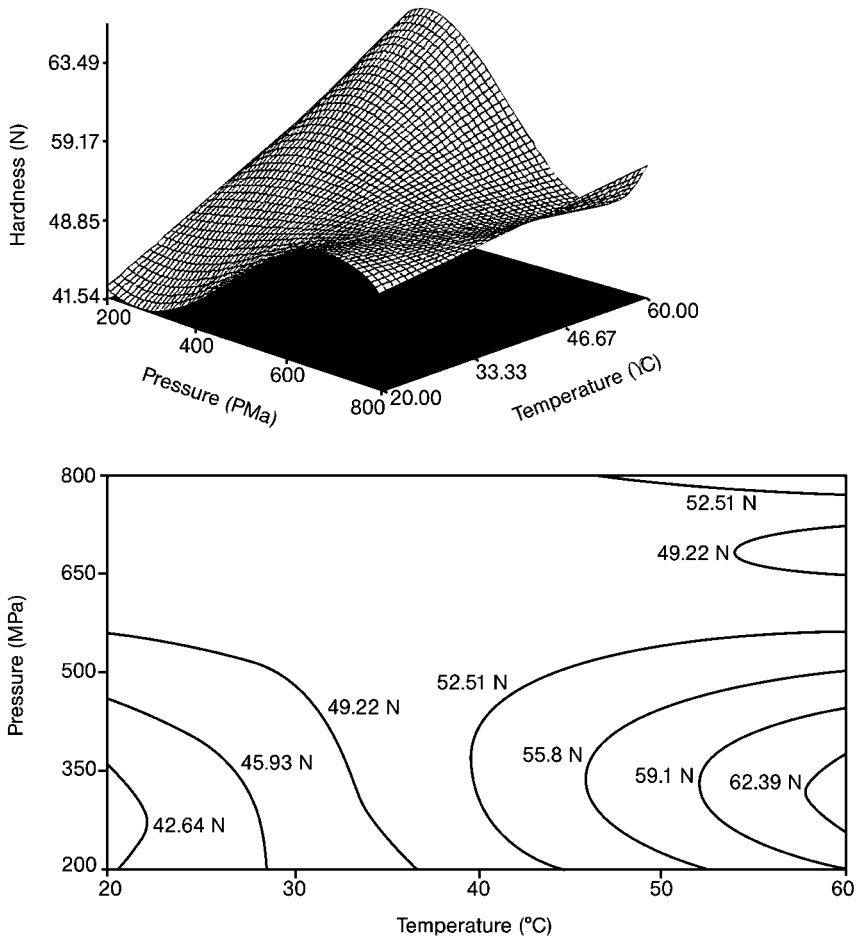 63.49
59.17
48.85
41.54
Hardness (N)
200
400
600
800
Pressure (PMa)
20.00
33.33
46.67
60.00
Temperature (ϒC)
800
650
500
350
200
Pressure (MPa)
52.51 N
49.22 N
52.51 N
49.22 N
55.8 N
45.93 N
59.1 N
62.39 N
42.64 N
20
30
40
50
60
Temperature (ºC)